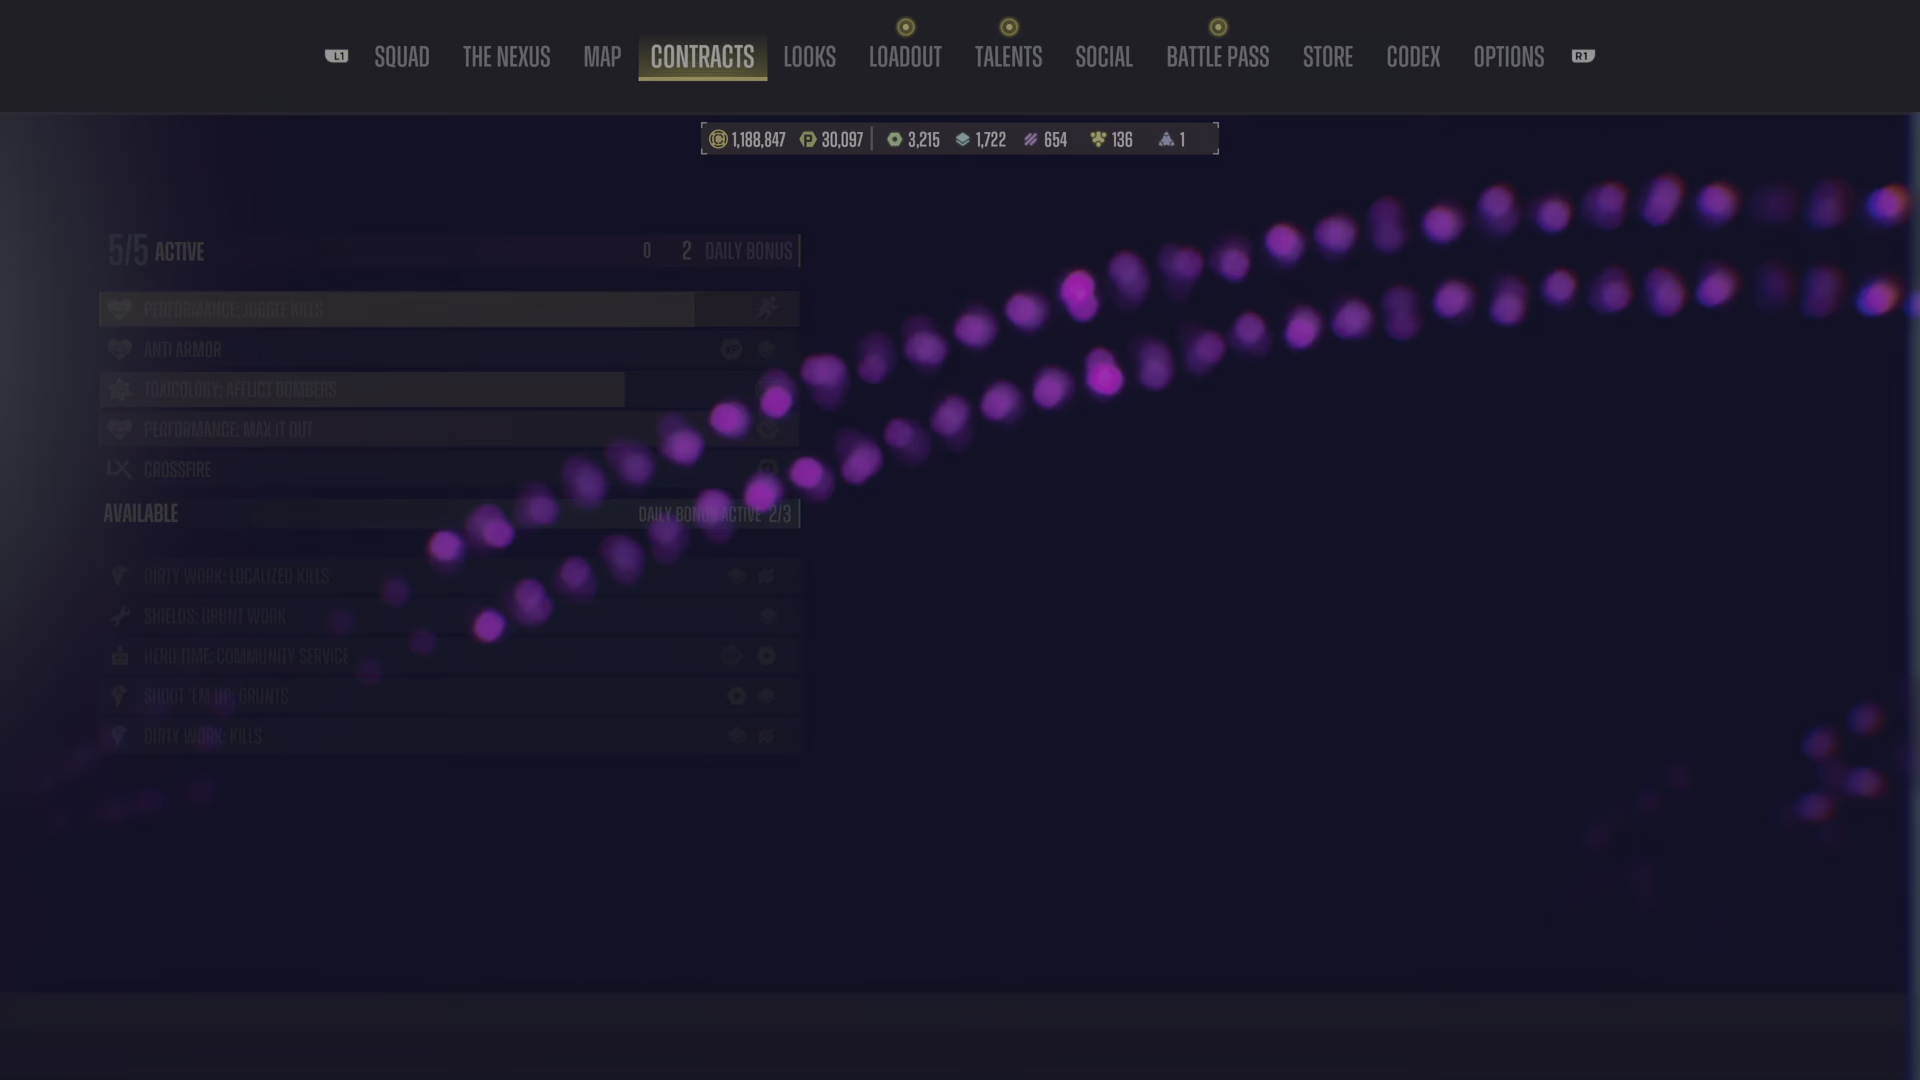 L1 SQUAD THE NEXUS MAP CONTRACTS LOOKS LOADOUT TALENTS SOCIAL BATTLE PASS STORE CODEX OPTIONS R1
1,188,847 P 30,097 3,215 1,722 654 136 1
5/5 ACTIVE 0 2 DAILY BONUS
PERFORMANCE: JUGGLE KILLS
ANTI ARMOR
TOXICOLOGY: AFFLICT BOMBERS
PERFORMANCE: MAX IT OUT
CROSSFIRE
AVAILABLE DAILY BONUS ACTIVE 2/3
DIRTY WORK: LOCALIZED KILLS
SHIELDS: GRUNT WORK
HERO TIME: COMMUNITY SERVICE
SHOOT 'EM UP: GRUNTS
DIRTY WORK: KILLS